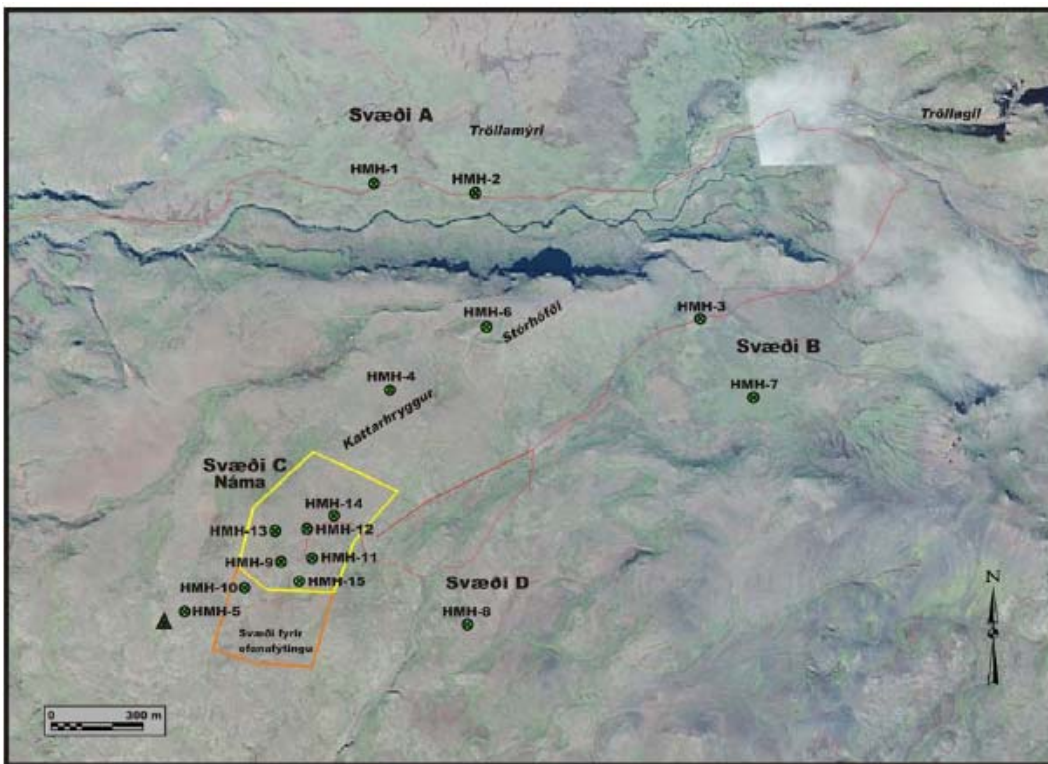 Svæði A
Tröllamýri
Tröllagil
HMH-1
HMH-2
HMH-6
Stórhöfði
HMH-3
Svæði B
HMH-4
HMH-7
Kattarhryggur
Svæði C
Náma
HMH-14
HMH-13
HMH-12
HMH-9
HMH-11
HMH-10
HMH-15
Svæði D
HMH-5
HMH-8
Svæði fyrir
ofanafýtingu
N
0 300 m